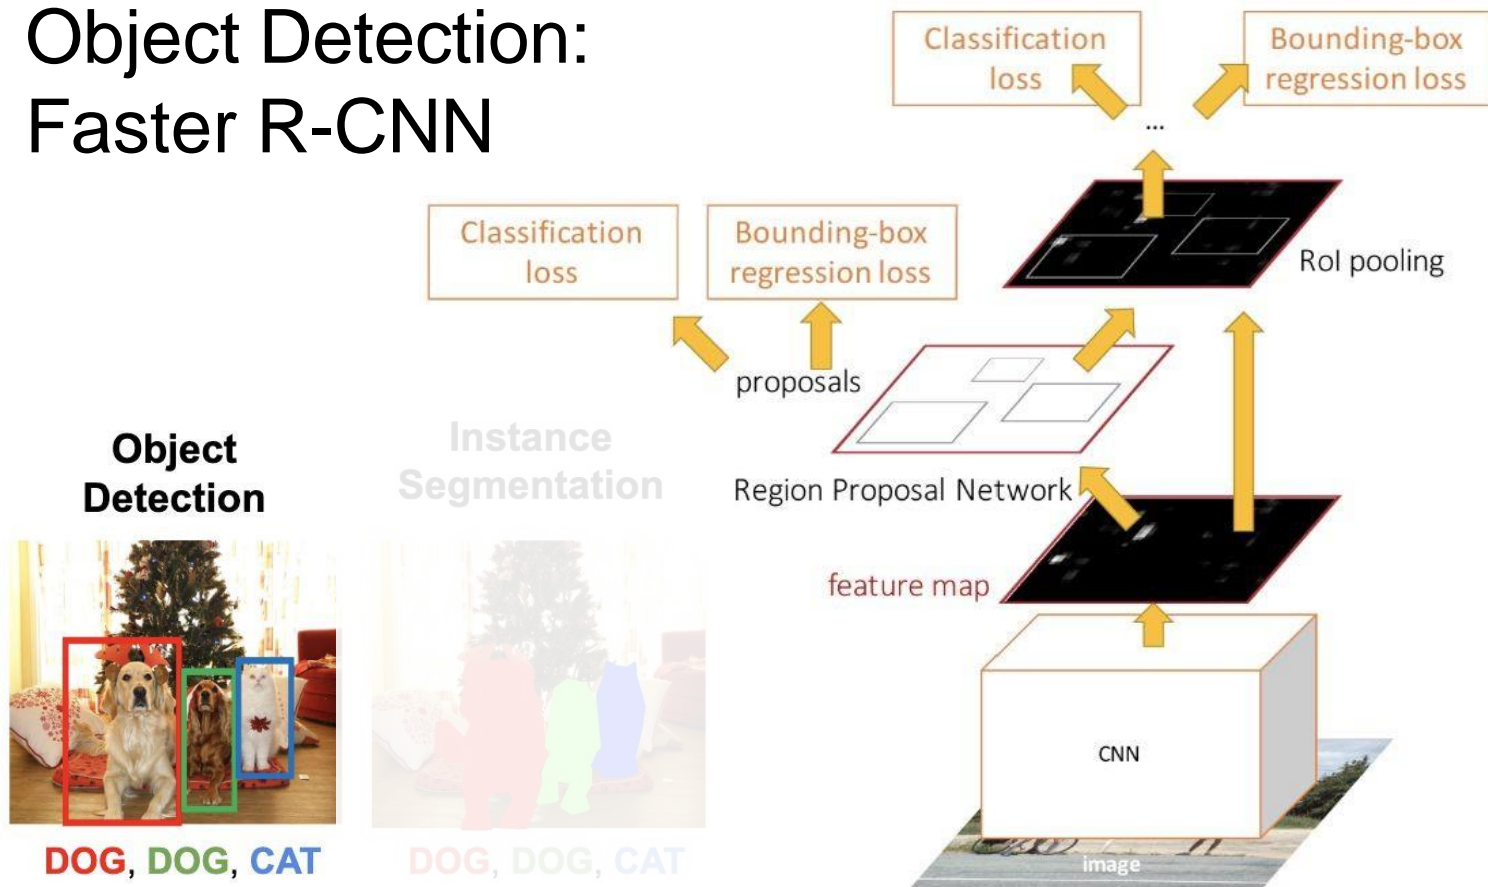 Object Detection:
Faster R-CNN
Classification
loss
Bounding-box
regression loss
...
RoI pooling
Classification
loss
Bounding-box
regression loss
proposals
Region Proposal Network
feature map
CNN
image
Object
Detection
DOG, DOG, CAT
Instance
Segmentation
DOG, DOG, CAT